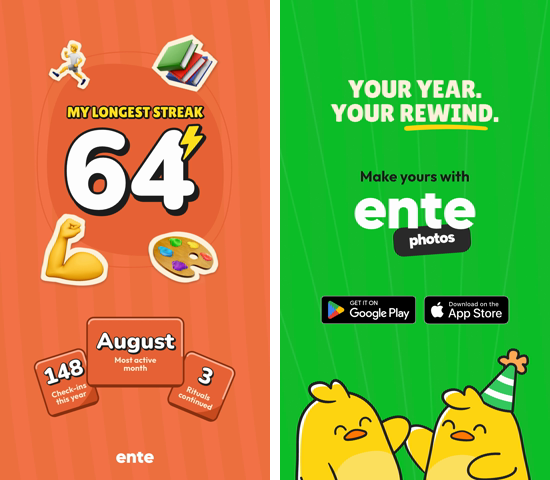 MY LONGEST STREAK
64
August
Most active
month
148
Check-ins
this year
3
Rituals
continued
ente
YOUR YEAR.
YOUR REWIND.
Make yours with
ente
photos
GET IT ON
Google Play
Download on the
App Store